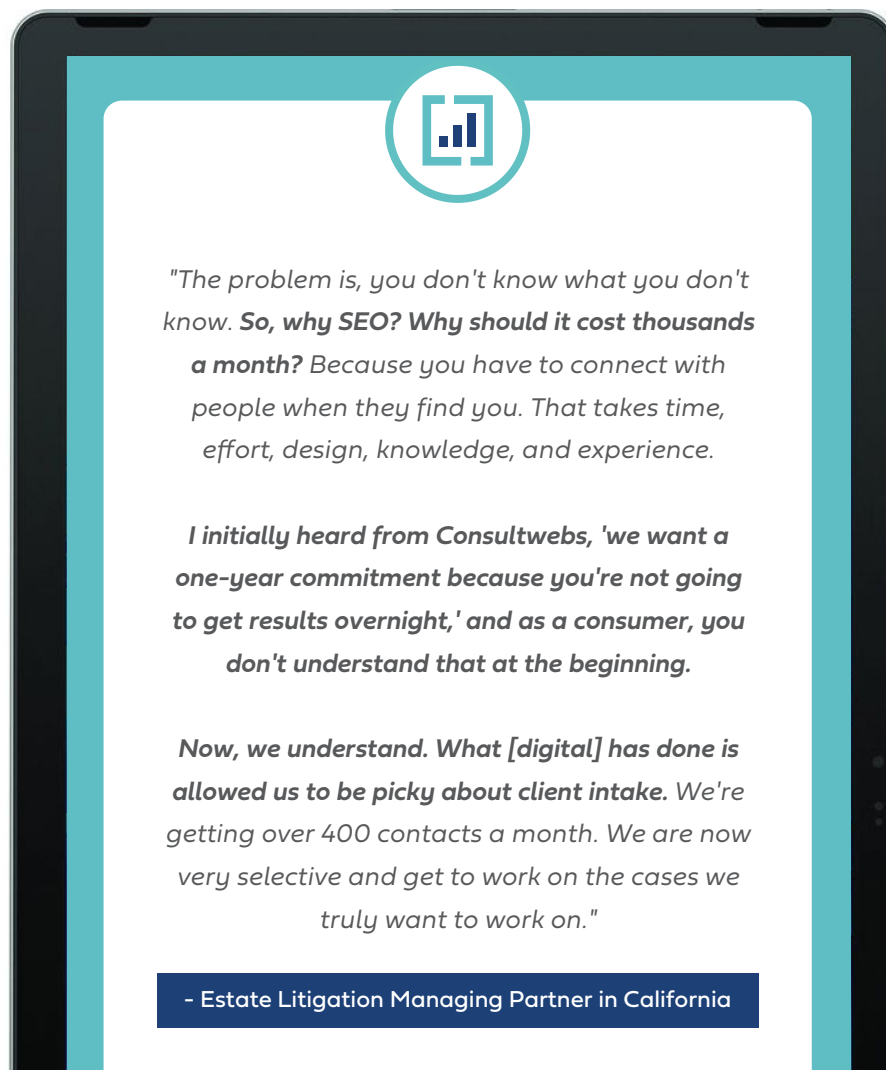 "The problem is, you don't know what you don't
know. So, why SEO? Why should it cost thousands
a month? Because you have to connect with
people when they find you. That takes time,
effort, design, knowledge, and experience.
I initially heard from Consultwebs, 'we want a
one-year commitment because you're not going
to get results overnight,' and as a consumer, you
don't understand that at the beginning.
Now, we understand. What [digital] has done is
allowed us to be picky about client intake. We're
getting over 400 contacts a month. We are now
very selective and get to work on the cases we
truly want to work on."
- Estate Litigation Managing Partner in California